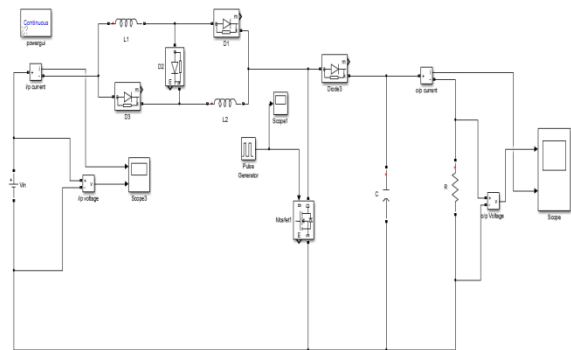 Continuous
powergui
L1
D1
D2
i/p current
D3
L2
Diode3
o/p current
Scope1
Pulse
Generator
Vin
i/p voltage
Scope3
Mosfet1
C
R
o/p Voltage
Scope